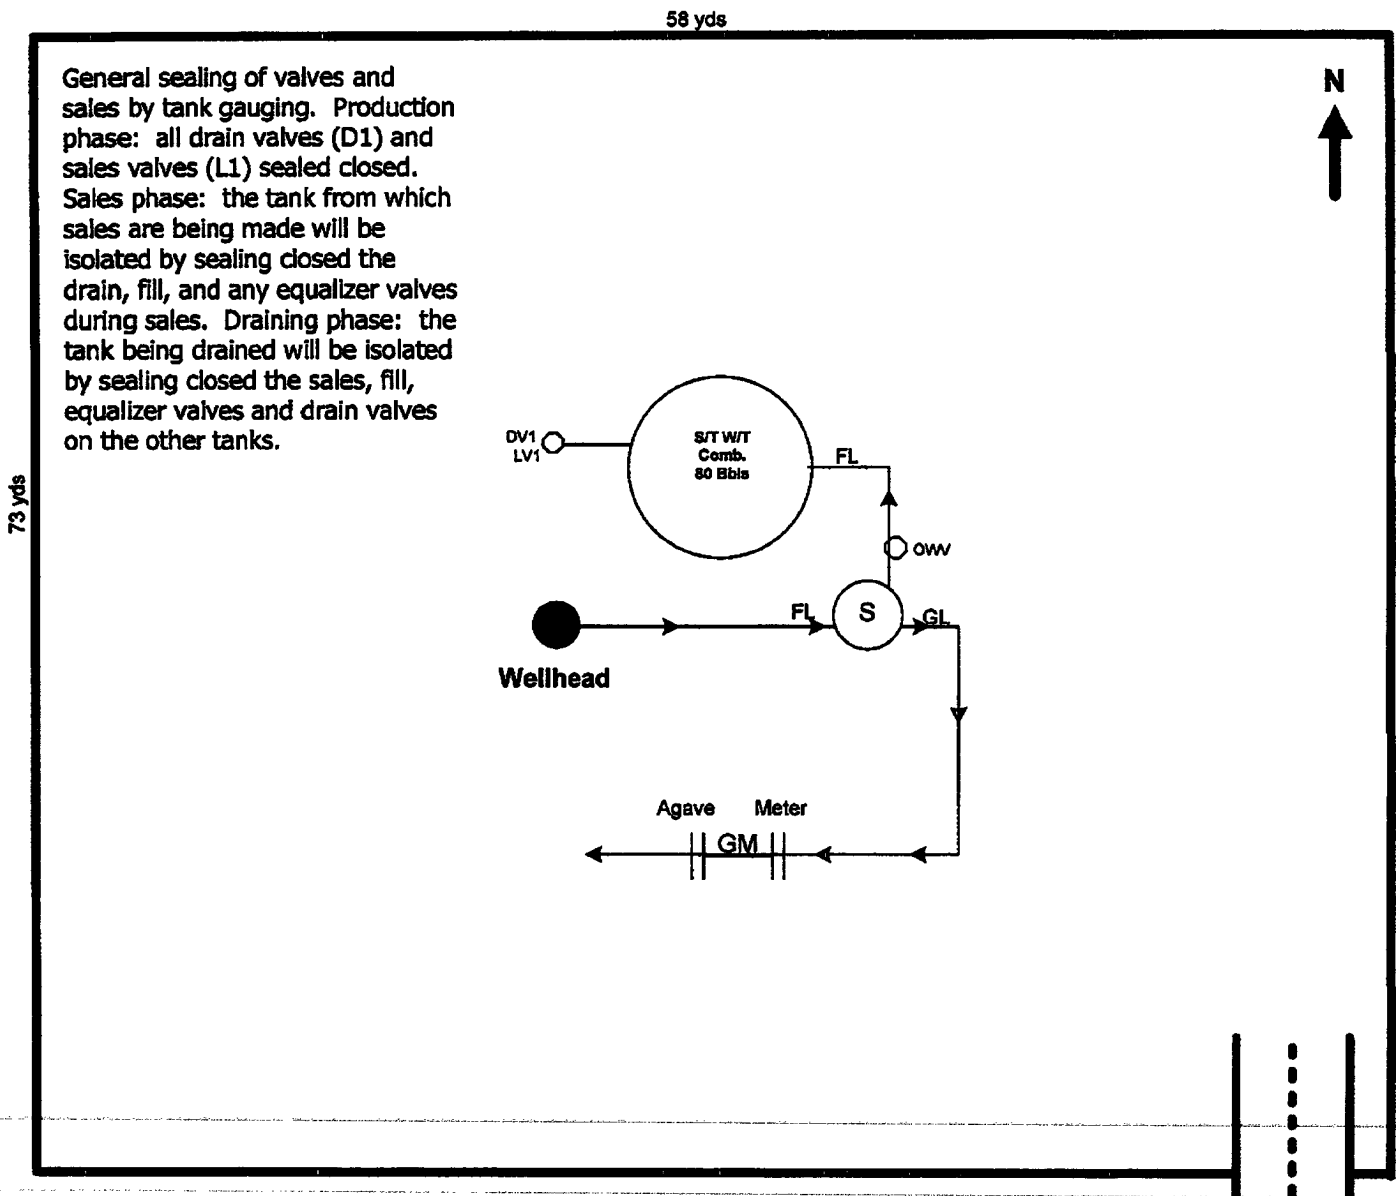 58 yds
General sealing of valves and
sales by tank gauging. Production
phase: all drain valves (D1) and
sales valves (L1) sealed closed.
Sales phase: the tank from which
sales are being made will be
isolated by sealing closed the
drain, fill, and any equalizer valves
during sales. Draining phase: the
tank being drained will be isolated
by sealing closed the sales, fill,
equalizer valves and drain valves
on the other tanks.
N
73 yds
DV1
LV1
S/T W/T
Comb.
80 Bbls
FL
OWV
FL
S
GL
Wellhead
Agave Meter
GM